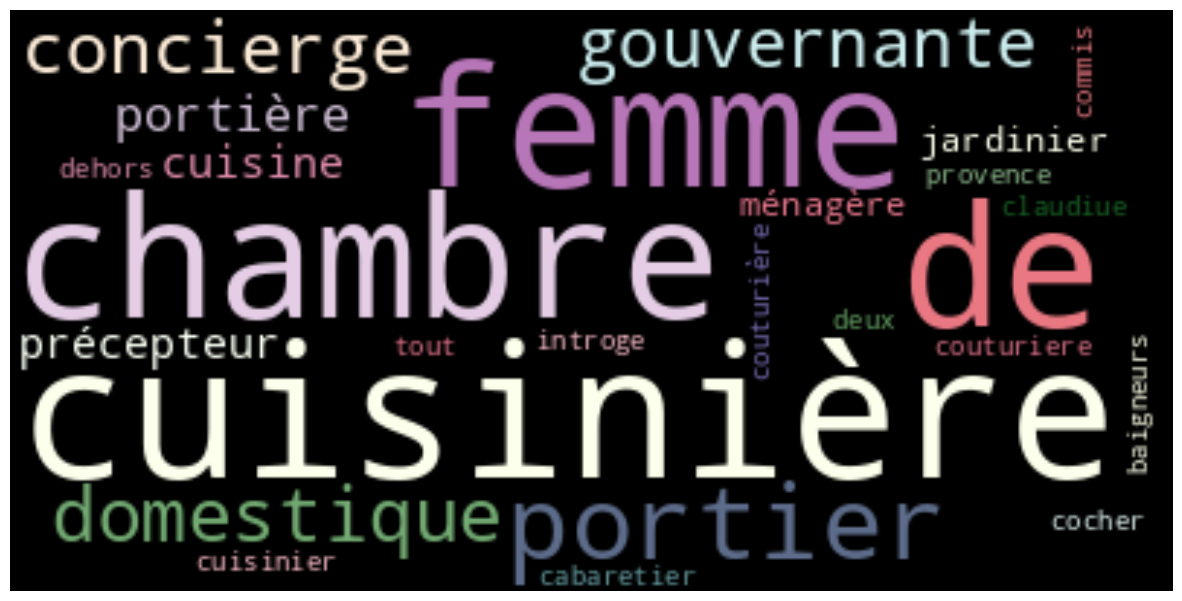 concierge
gouvernante
commis
femme
portière
jardinier
dehors
cuisine
provence
ménagère
claudiue
chambre
de
couturière
deux
précepteur
tout
introge
couturiere
baigneurs
cuisinière
domestique
portier
cocher
cuisinier
cabaretier